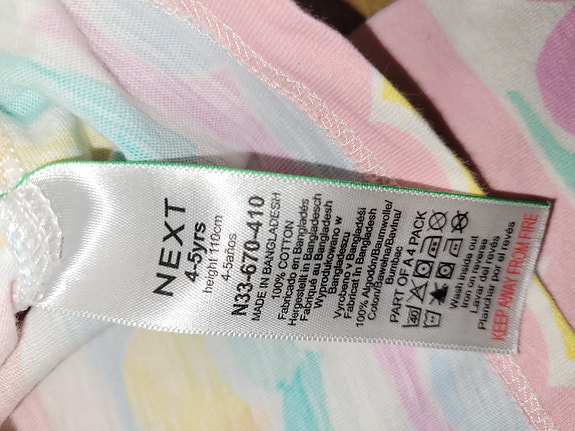 NEXT
4-5yrs
height 110cm
4-5años
N33-670-410
MADE IN BANGLADESH
100% COTTON
Fabricado en Bangladés
Hergestellt in Bangladesch
Fabriqué au Bangladesh
Wyprodukowano w
Bangladeszu
Vyrobeno v Bangladéši
Fabricat în Bangladesh
100% Algodón/Baumwolle/
Coton/Bawełna/Bavlna/
Bumbac
PART OF A 4 PACK
40
Wash inside out
Iron on reverse
Lavar del revés
Planchar por el revés
KEEP AWAY FROM FIRE